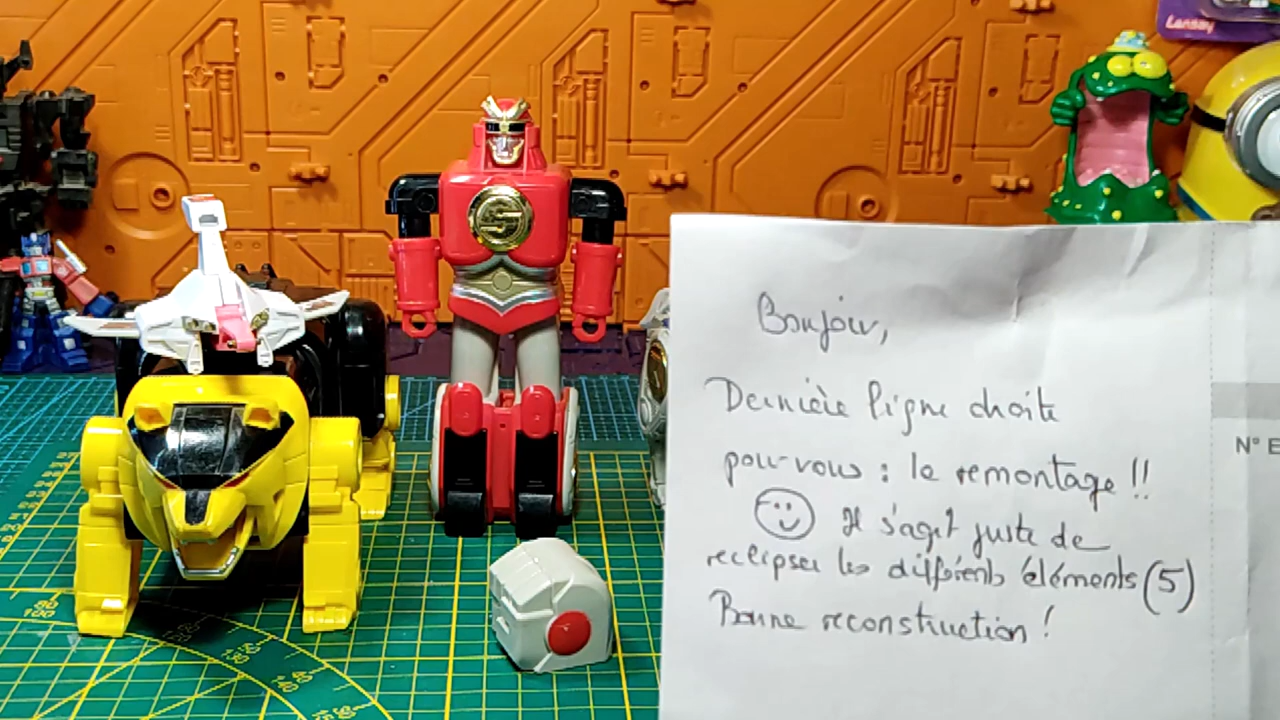 Lansay
Bonjour,
Dernière ligne droite
pour vous : le remontage !!
Il s'agit juste de
reclipser les différents éléments (5)
Bonne reconstruction !
N° E